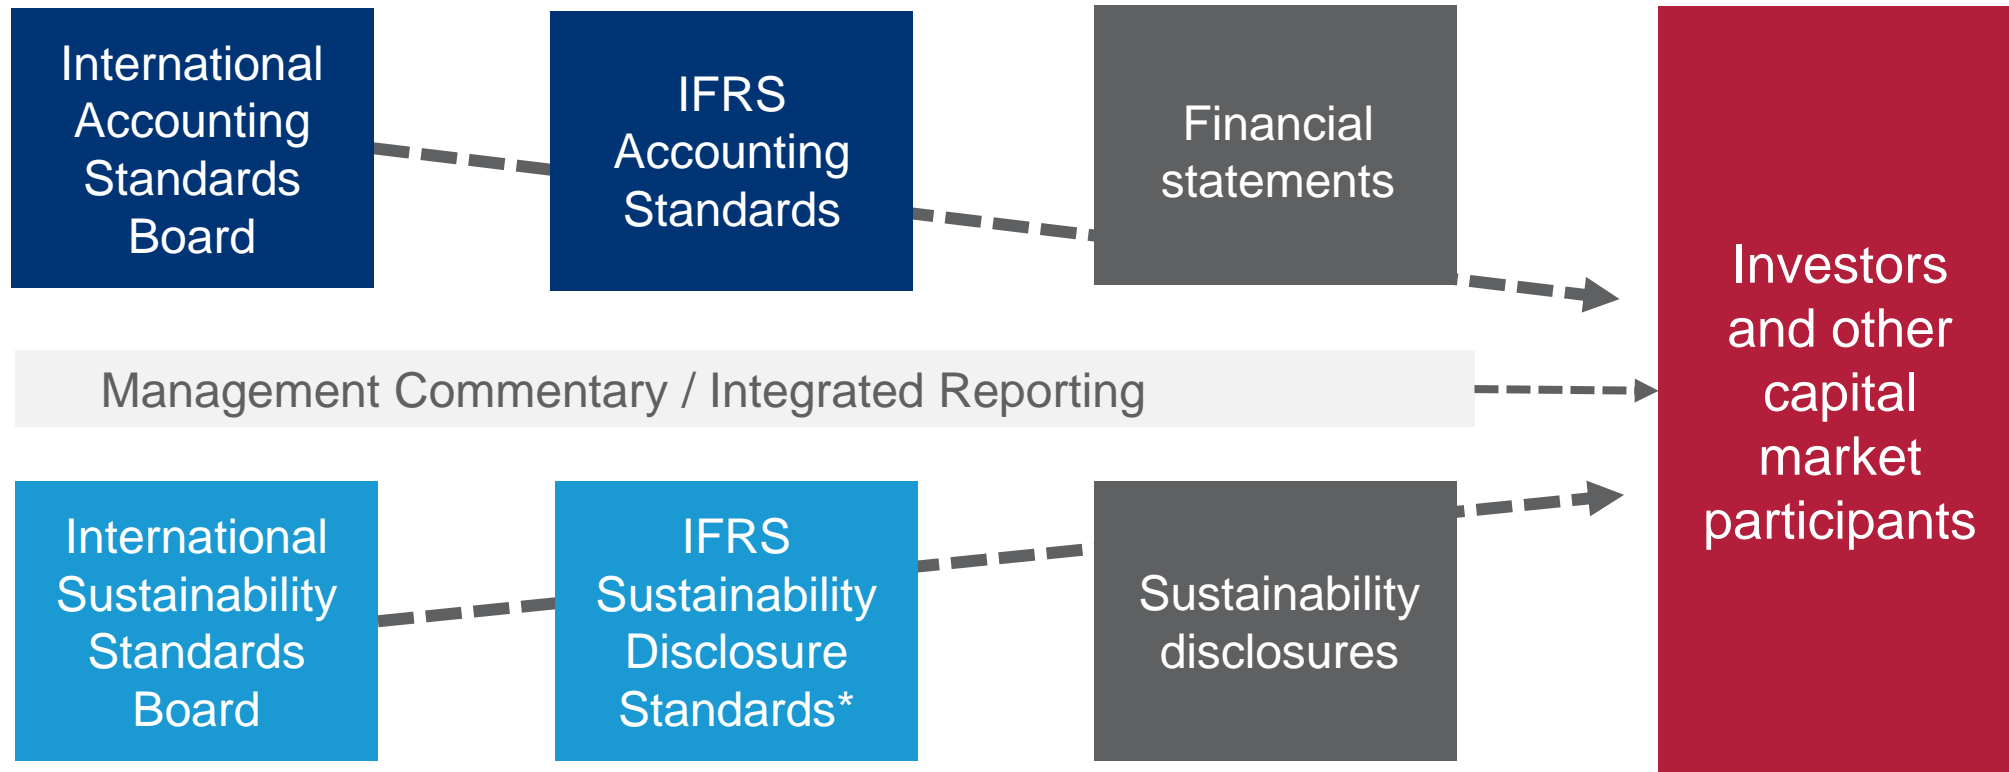 International
Accounting
Standards
Board
IFRS
Accounting
Standards
Financial
statements
Management Commentary / Integrated Reporting
International
Sustainability
Standards
Board
IFRS
Sustainability
Disclosure
Standards*
Sustainability
disclosures
Investors
and other
capital
market
participants